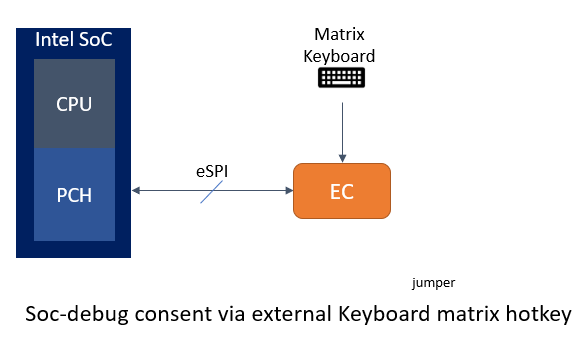 Intel SoC
CPU
PCH
eSPI
Matrix
Keyboard
EC
jumper
Soc-debug consent via external Keyboard matrix hotkey